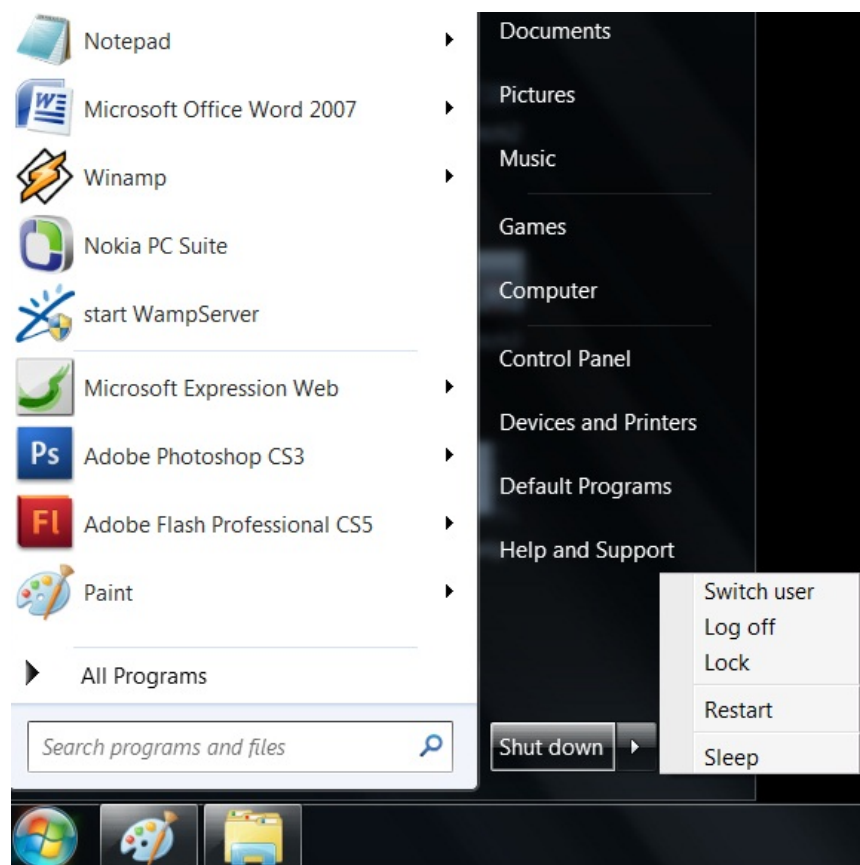 Notepad
Microsoft Office Word 2007
Winamp
Nokia PC Suite
start WampServer
Microsoft Expression Web
Ps
Adobe Photoshop CS3
Fl
Adobe Flash Professional CS5
Paint
All Programs
Search programs and files
Documents
Pictures
Music
Games
Computer
Control Panel
Devices and Printers
Default Programs
Help and Support
Shut down
Switch user
Log off
Lock
Restart
Sleep